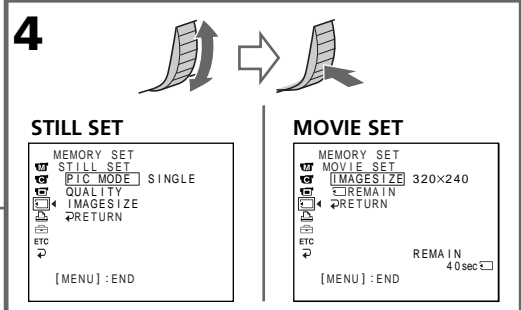 4
STILL SET
MEMORY SET
STILL SET
PIC MODE SINGLE
QUALITY
IMAGESIZE
RETURN
ETC
[MENU] : END
MOVIE SET
MEMORY SET
MOVIE SET
IMAGESIZE 320×240
REMAIN
RETURN
ETC
REMAIN
40sec
[MENU] : END